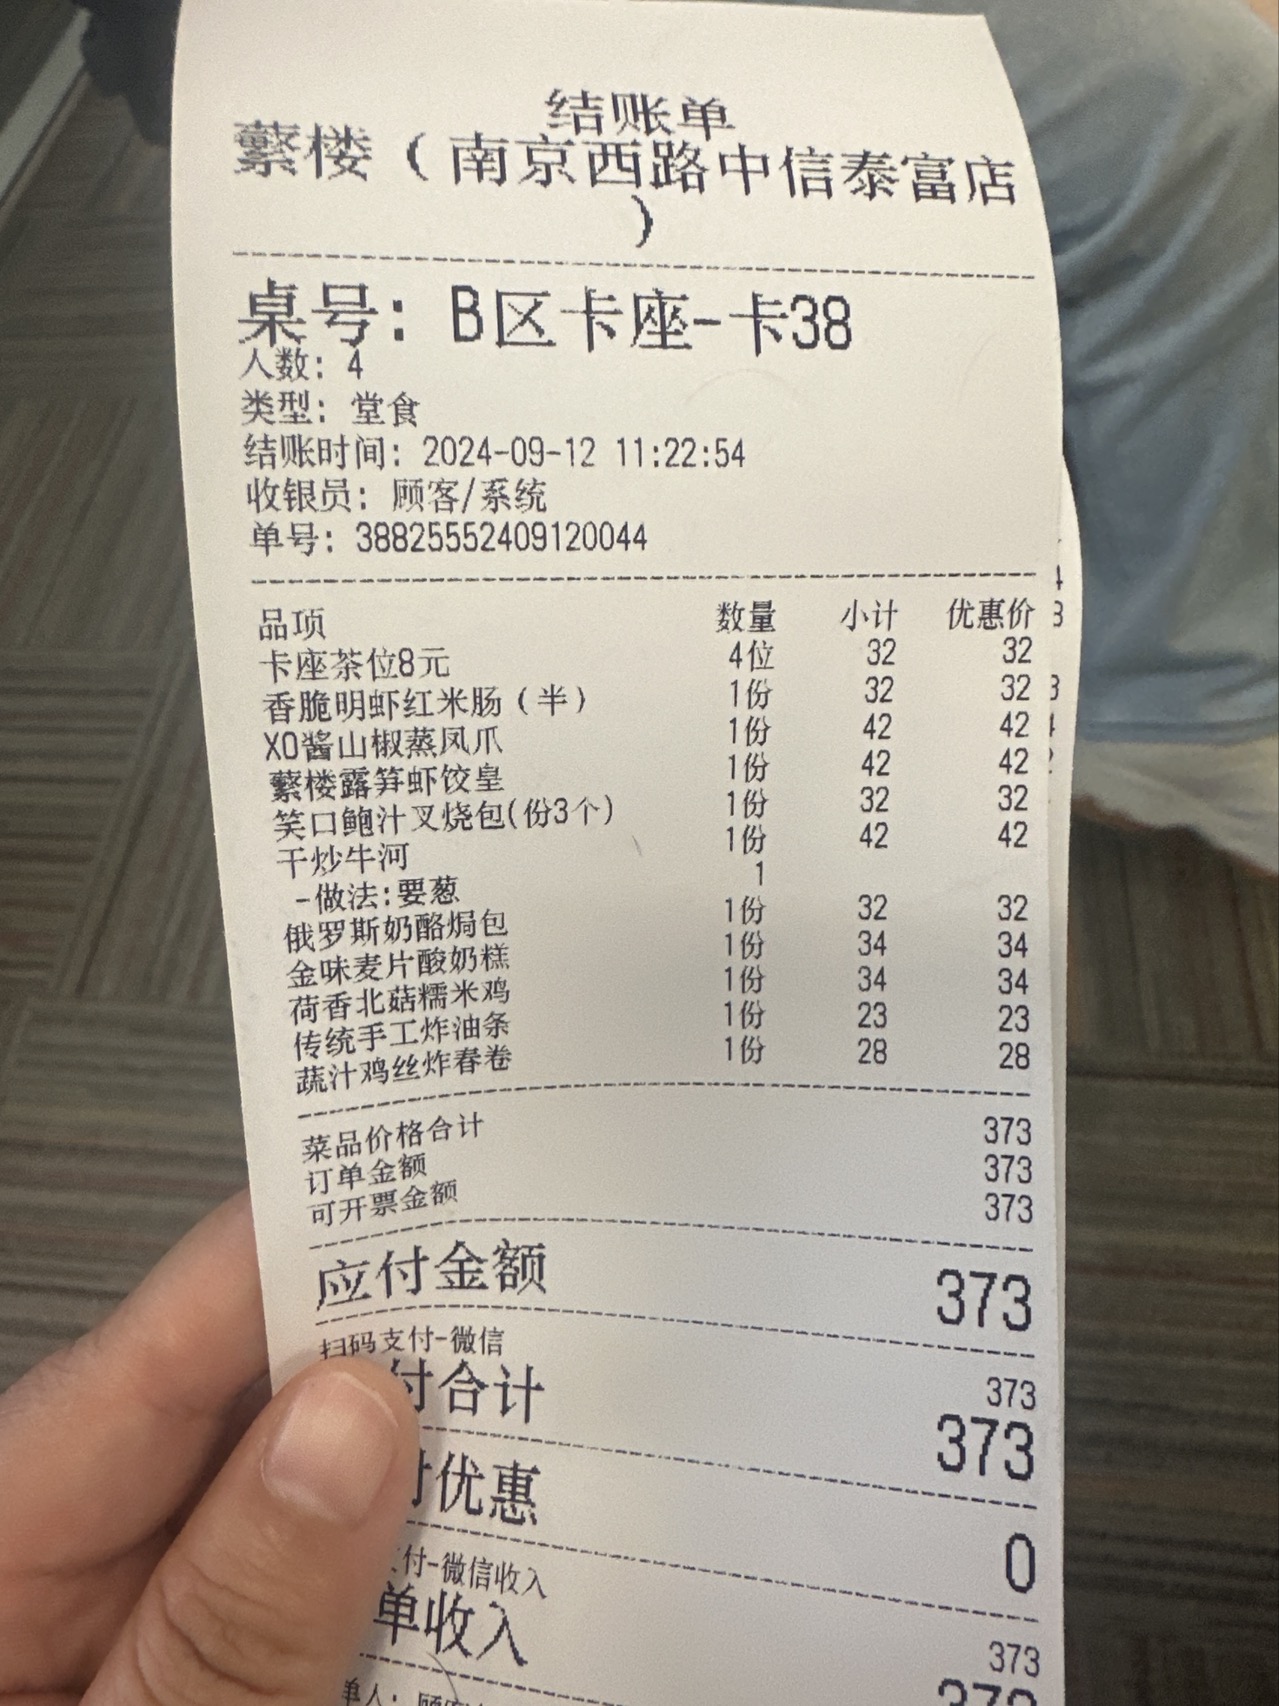 结账单
蘩楼（南京西路中信泰富店
）
桌号: B区卡座-卡38
人数: 4
类型: 堂食
结账时间: 2024-09-12 11:22:54
收银员: 顾客/系统
单号: 38825552409120044
品项 数量 小计 优惠价
卡座茶位8元 4位 32 32
香脆明虾红米肠（半） 1份 32 32
XO酱山椒蒸凤爪 1份 42 42
蘩楼露笋虾饺皇 1份 42 42
笑口鲍汁叉烧包(份3个) 1份 32 32
干炒牛河 1份 42 42
-做法:要葱 1
俄罗斯奶酪焗包 1份 32 32
金味麦片酸奶糕 1份 34 34
荷香北菇糯米鸡 1份 34 34
传统手工炸油条 1份 23 23
蔬汁鸡丝炸春卷 1份 28 28
菜品价格合计 373
订单金额 373
可开票金额 373
应付金额 373
扫码支付-微信 373
付合计 373
付优惠 0
付-微信收入 373
单收入 373
单人: 顾客